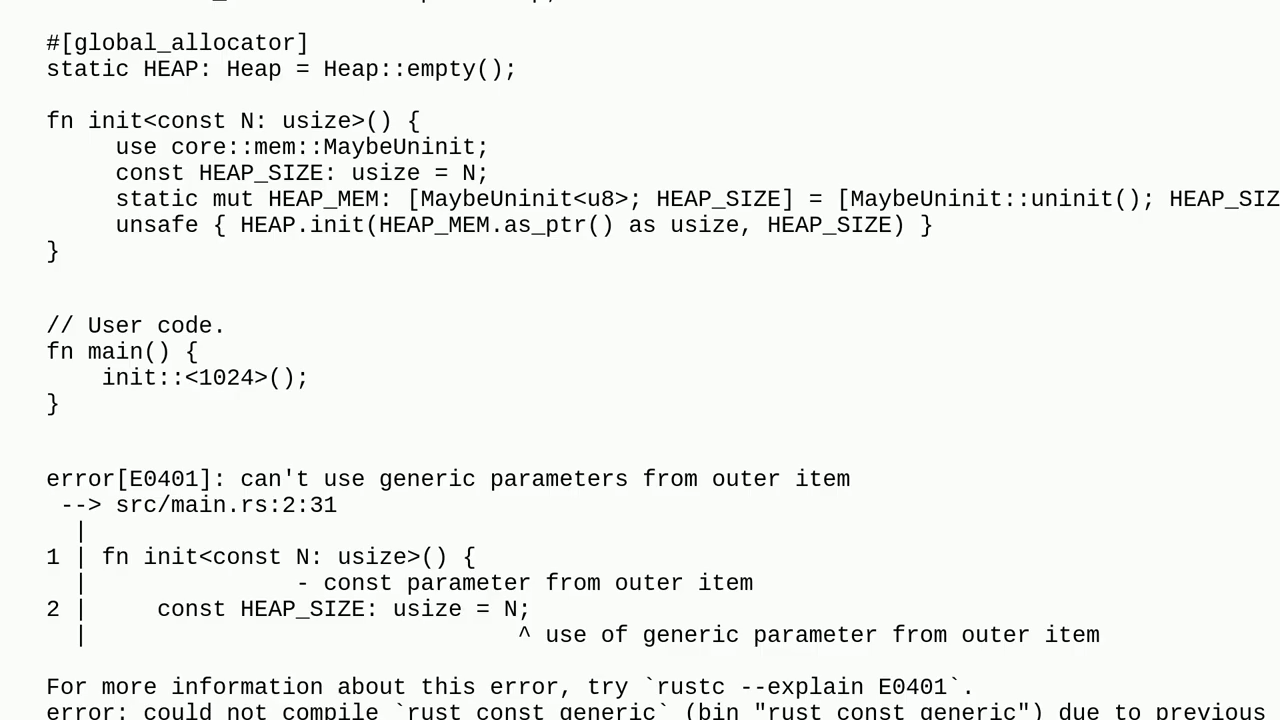 #[global_allocator]
static HEAP: Heap = Heap::empty();
fn init<const N: usize>() {
use core::mem::MaybeUninit;
const HEAP_SIZE: usize = N;
static mut HEAP_MEM: [MaybeUninit<u8>; HEAP_SIZE] = [MaybeUninit::uninit(); HEAP_SIZ
unsafe { HEAP.init(HEAP_MEM.as_ptr() as usize, HEAP_SIZE) }
}
// User code.
fn main() {
init::<1024>();
}
error[E0401]: can't use generic parameters from outer item
--> src/main.rs:2:31
|
1 | fn init<const N: usize>() {
| - const parameter from outer item
2 | const HEAP_SIZE: usize = N;
| ^ use of generic parameter from outer item
For more information about this error, try `rustc --explain E0401`.
error: could not compile `rust_const_generic` (bin "rust_const_generic") due to previous